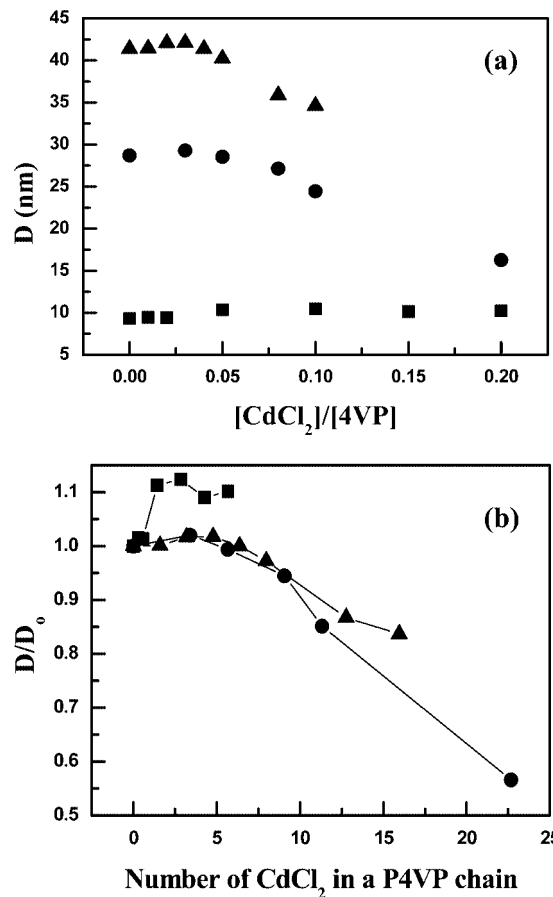 45
40
35
30
25
20
15
10
5
D (nm)
(a)
0.00 0.05 0.10 0.15 0.20
[CdCl₂]/[4VP]
1.1
1.0
0.9
0.8
0.7
0.6
0.5
D/Dₒ
(b)
0 5 10 15 20 25
Number of CdCl₂ in a P4VP chain